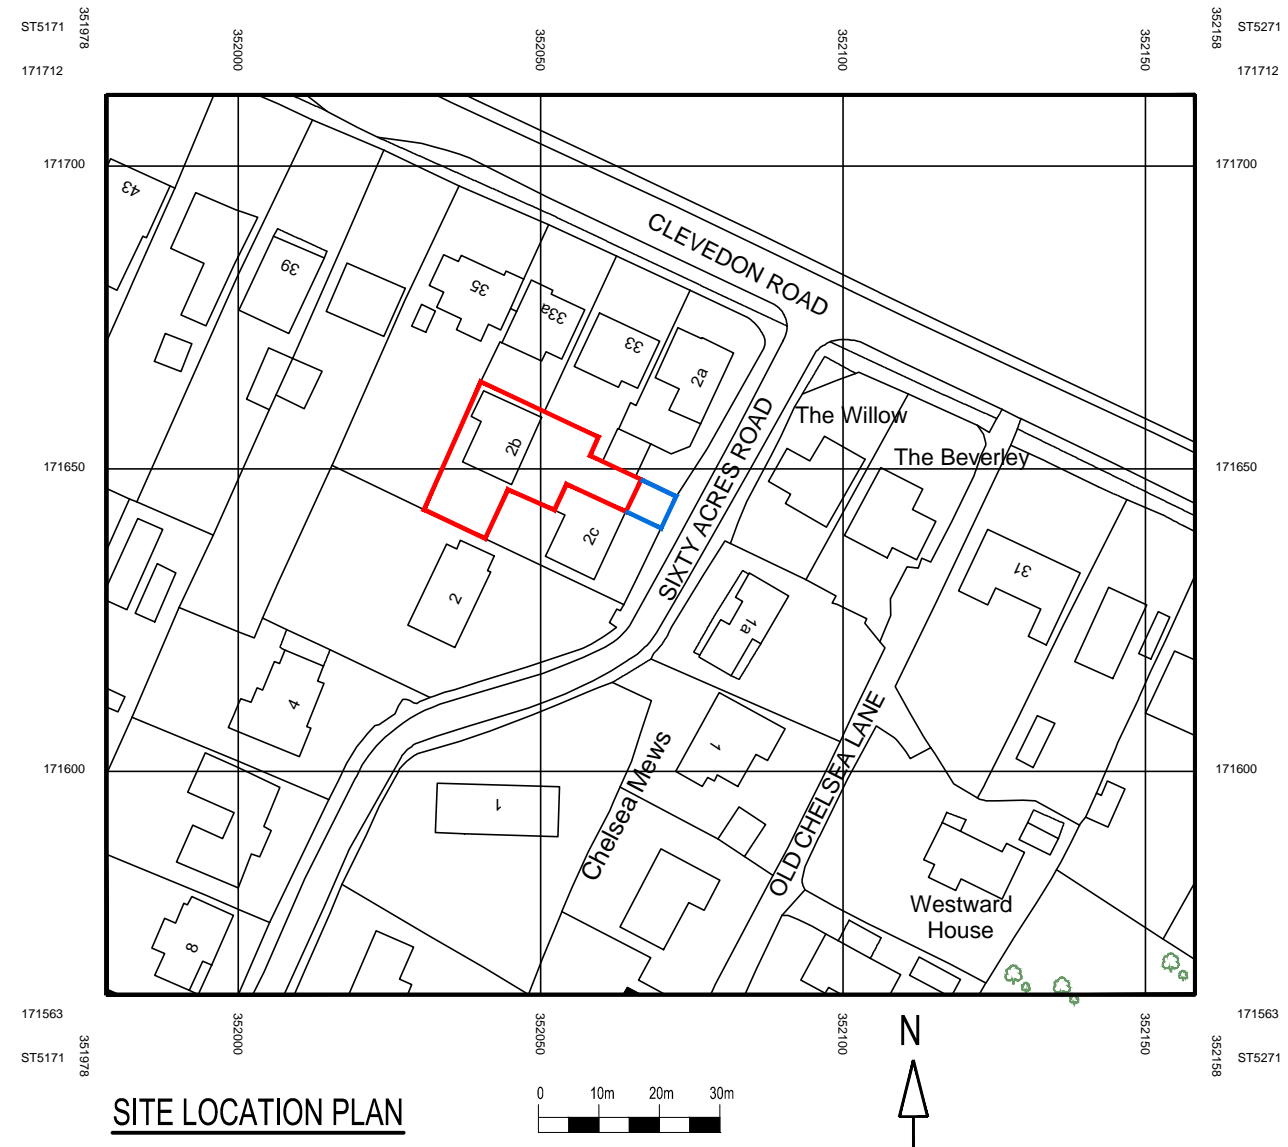 ST5171
351978
352158
ST5271
352000
352050
352100
352150
171712
171712
171700
171700
43
CLEVEDON ROAD
39
35
33a
33
2a
The Willow
2b
The Beverley
171650
171650
SIXTY ACRES ROAD
2c
31
2
1a
4
OLD CHELSEA LANE
1
Chelsea Mews
171600
171600
1
Westward
House
8
171563
171563
N
352000
352050
352100
352150
ST5171
351978
352158
ST5271
SITE LOCATION PLAN
0 10m 20m 30m